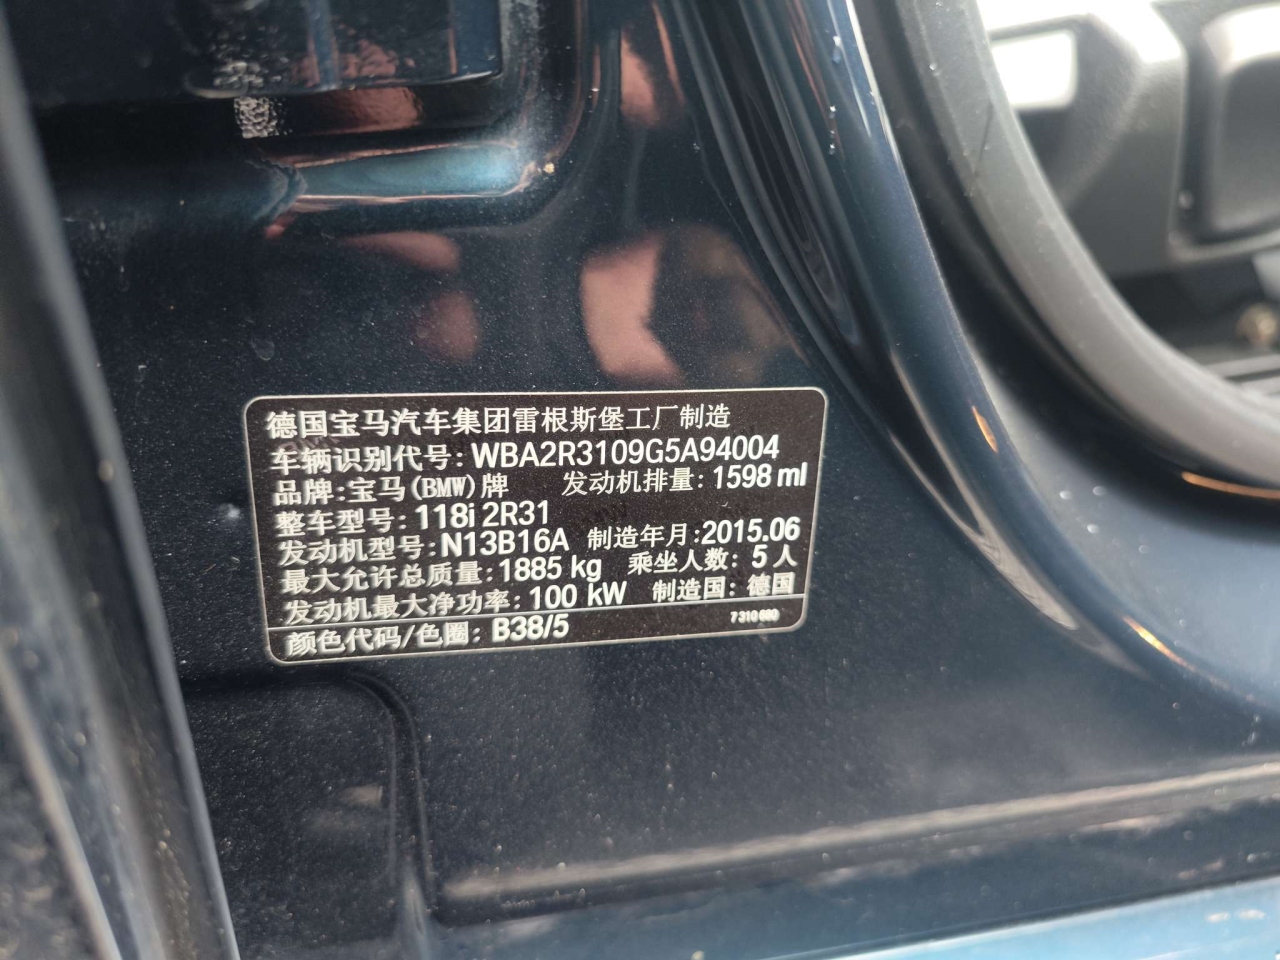 德国宝马汽车集团雷根斯堡工厂制造
车辆识别代号: WBA2R3109G5A94004
品牌: 宝马(BMW)牌 发动机排量: 1598 ml
整车型号: 118i 2R31
发动机型号: N13B16A 制造年月: 2015.06
最大允许总质量: 1885 kg 乘坐人数: 5 人
发动机最大净功率: 100 kW 制造国: 德国
颜色代码/色圈: B38/5 7310680